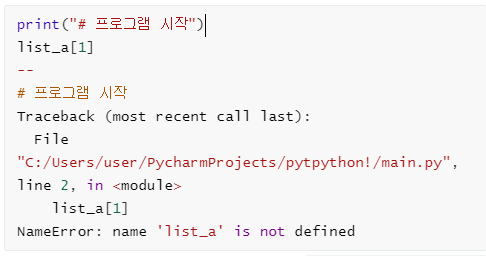 print("# 프로그램 시작")
list_a[1]
--
# 프로그램 시작
Traceback (most recent call last):
  File
"C:/Users/user/PycharmProjects/pytpython!/main.py",
line 2, in <module>
    list_a[1]
NameError: name 'list_a' is not defined